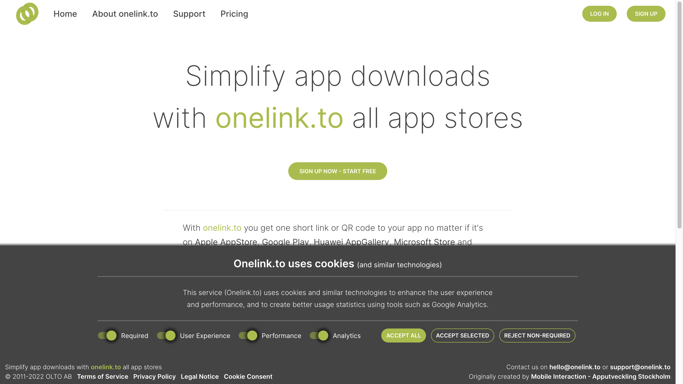 Home About onelink.to Support Pricing LOG IN SIGN UP
Simplify app downloads
with onelink.to all app stores
SIGN UP NOW - START FREE
With onelink.to you get one short link or QR code to your app no matter if it's
on Apple AppStore, Google Play, Huawei AppGallery, Microsoft Store and
Onelink.to uses cookies (and similar technologies)
This service (Onelink.to) uses cookies and similar technologies to enhance the user experience
and performance, and to create better usage statistics using tools such as Google Analytics.
Required User Experience Performance Analytics ACCEPT ALL ACCEPT SELECTED REJECT NON-REQUIRED
Simplify app downloads with onelink.to all app stores Contact us on hello@onelink.to or support@onelink.to
© 2011-2022 OLTO AB Terms of Service Privacy Policy Legal Notice Cookie Consent Originally created by Mobile Interaction - Apputveckling Stockholm